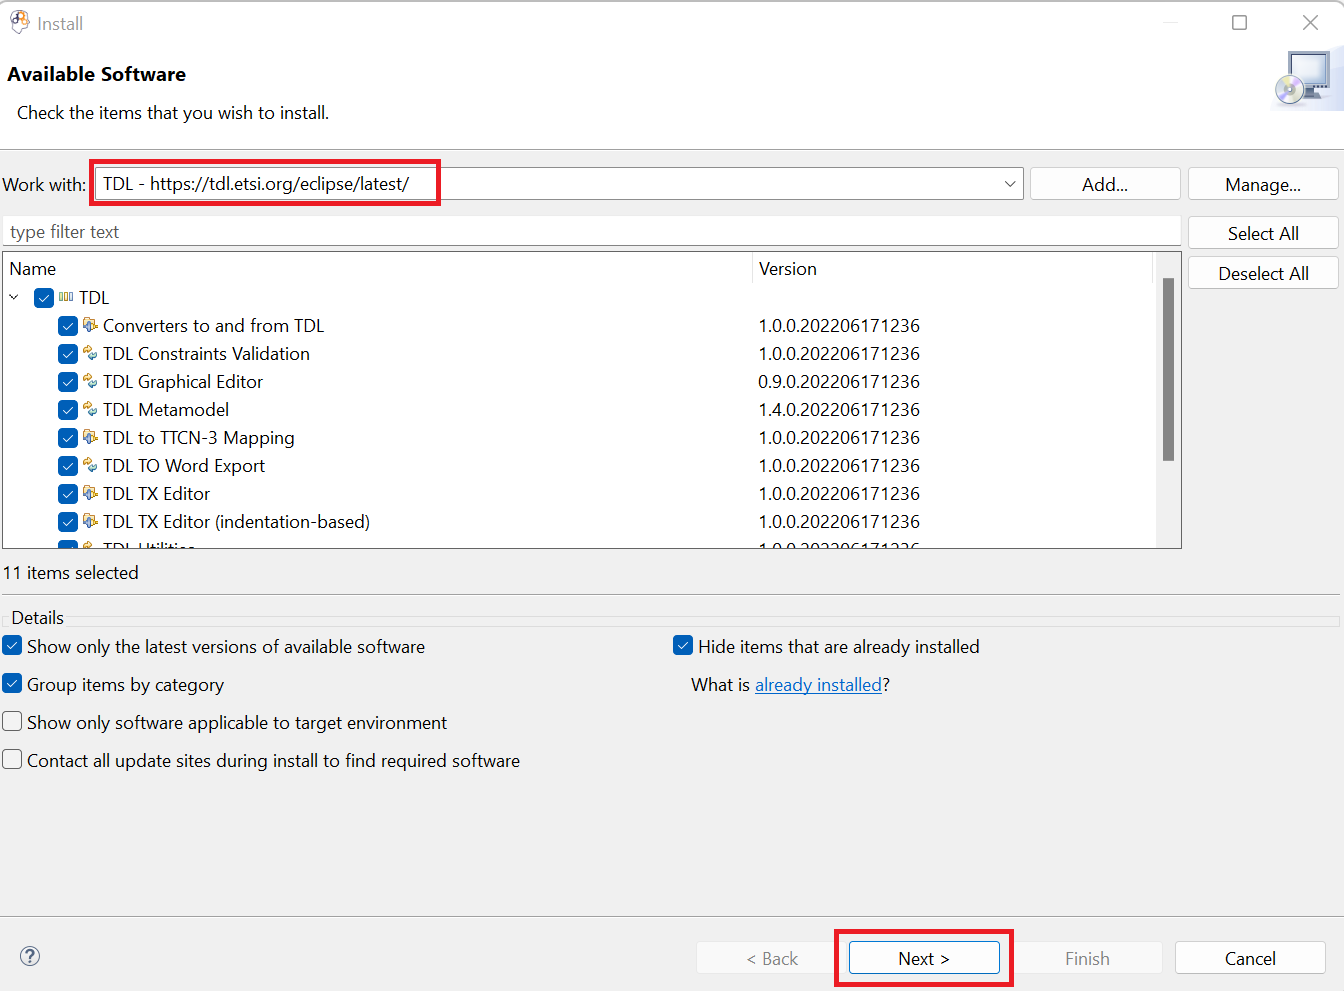 Install
Available Software
Check the items that you wish to install.
Work with: TDL - https://tdl.etsi.org/eclipse/latest/ Add... Manage...
type filter text Select All
Deselect All
Name Version
TDL
Converters to and from TDL 1.0.0.202206171236
TDL Constraints Validation 1.0.0.202206171236
TDL Graphical Editor 0.9.0.202206171236
TDL Metamodel 1.4.0.202206171236
TDL to TTCN-3 Mapping 1.0.0.202206171236
TDL TO Word Export 1.0.0.202206171236
TDL TX Editor 1.0.0.202206171236
TDL TX Editor (indentation-based) 1.0.0.202206171236
TDL Utilities 1.0.0.202206171236
11 items selected
Details
Show only the latest versions of available software Hide items that are already installed
Group items by category What is already installed?
Show only software applicable to target environment
Contact all update sites during install to find required software
? < Back Next > Finish Cancel